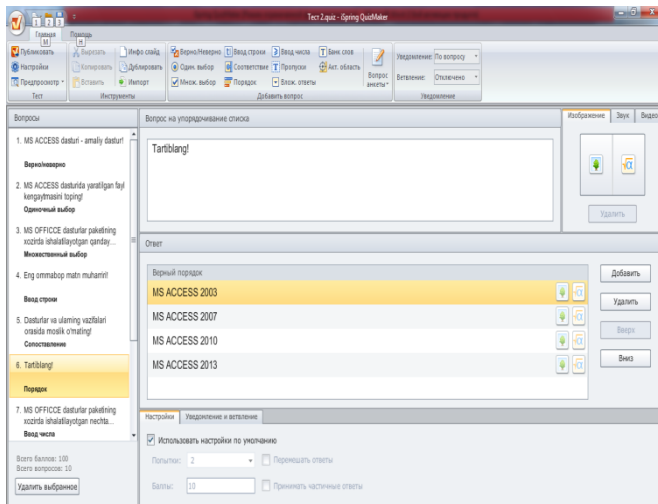 Тест 2.quiz - iSpring QuizMaker
1 2 3
Главная Помощь
М Н
Публиковать Вырезать Инфо слайд Верно/Неверно Ввод строки Ввод числа Банк слов
Настройки Копировать Дублировать Один. выбор Соответствие Пропуски Акт. область
Предпросмотр Вставить Импорт Множ. выбор Порядок Влож. ответы
Вопрос анкеты
Уведомление: По вопросу
Ветвление: Отключено
Тест Инструменты Добавить вопрос Уведомление
Вопросы
1. MS ACCESS dasturi - amaliy dastur!
Верно/неверно
2. MS ACCESS dasturida yaratilgan fayl
kengaytmasini toping!
Одиночный выбор
3. MS OFFICCE dasturlar paketining
xozirda ishalatilayotgan qanday...
Множественный выбор
4. Eng ommabop matn muharriri!
Ввод строки
5. Dasturlar va ularning vazifalari
orasida moslik o'rnating!
Сопоставление
6. Tartiblang!
Порядок
7. MS OFFICCE dasturlar paketining
xozirda ishalatilayotgan nechta...
Ввод числа
Всего баллов: 100
Всего вопросов: 10
Удалить выбранное
Вопрос на упорядочивание списка
Tartiblang!
Изображение Звук Видео
Удалить
Ответ
Верный порядок
MS ACCESS 2003
MS ACCESS 2007
MS ACCESS 2010
MS ACCESS 2013
Добавить
Удалить
Вверх
Вниз
Настройки Уведомление и ветвление
Использовать настройки по умолчанию
Попытки: 2 Перемешать ответы
Баллы: 10 Принимать частичные ответы